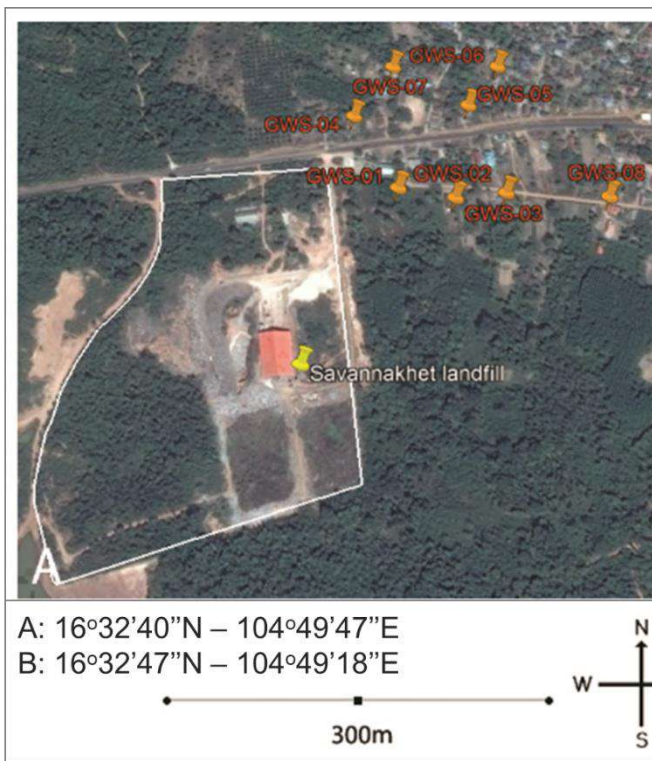 GWS-06
GWS-07
GWS-05
GWS-04
GWS-01 GWS-02
GWS-08
GWS-03
Savannakhet landfill
A
A: 16°32'40”N – 104°49'47”E
B: 16°32'47”N – 104°49'18”E
N
W
300m
S